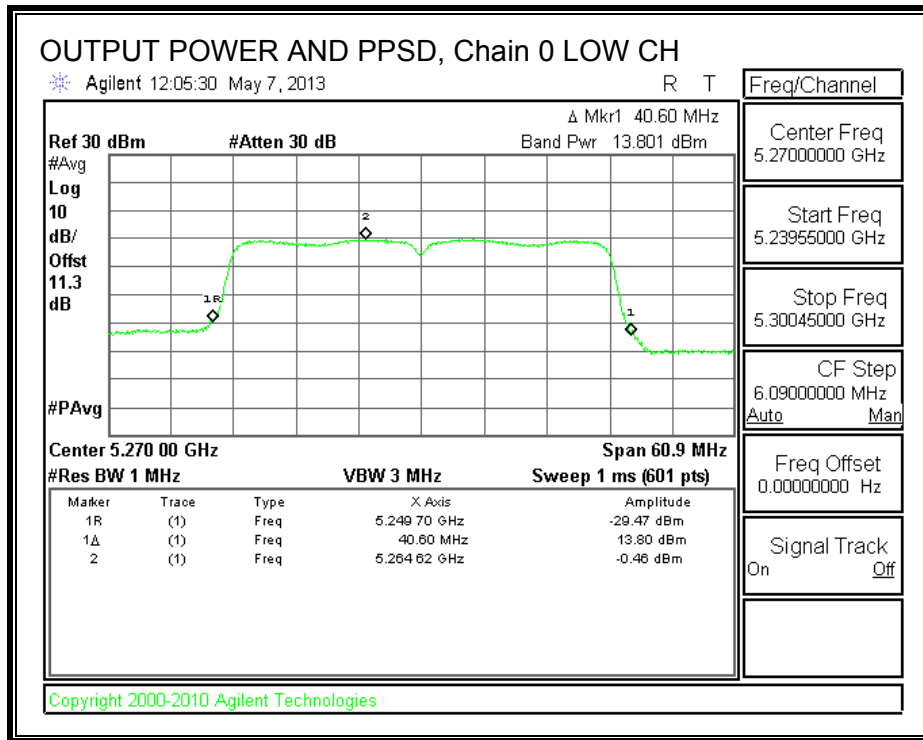 OUTPUT POWER AND PPSD, Chain 0 LOW CH
Agilent 12:05:30 May 7, 2013 R T
Δ Mkr1 40.60 MHz
Ref 30 dBm #Atten 30 dB Band Pwr 13.801 dBm
#Avg
Log
10
dB/
Offst
11.3
dB
#PAvg
2
1R
1
Center 5.270 00 GHz Span 60.9 MHz
#Res BW 1 MHz VBW 3 MHz Sweep 1 ms (601 pts)
Marker Trace Type X Axis Amplitude
1R (1) Freq 5.249 70 GHz -29.47 dBm
1Δ (1) Freq 40.60 MHz 13.80 dBm
2 (1) Freq 5.264 62 GHz -0.46 dBm
Freq/Channel
Center Freq
5.27000000 GHz
Start Freq
5.23955000 GHz
Stop Freq
5.30045000 GHz
CF Step
6.09000000 MHz
Auto Man
Freq Offset
0.00000000 Hz
Signal Track
On Off
Copyright 2000-2010 Agilent Technologies